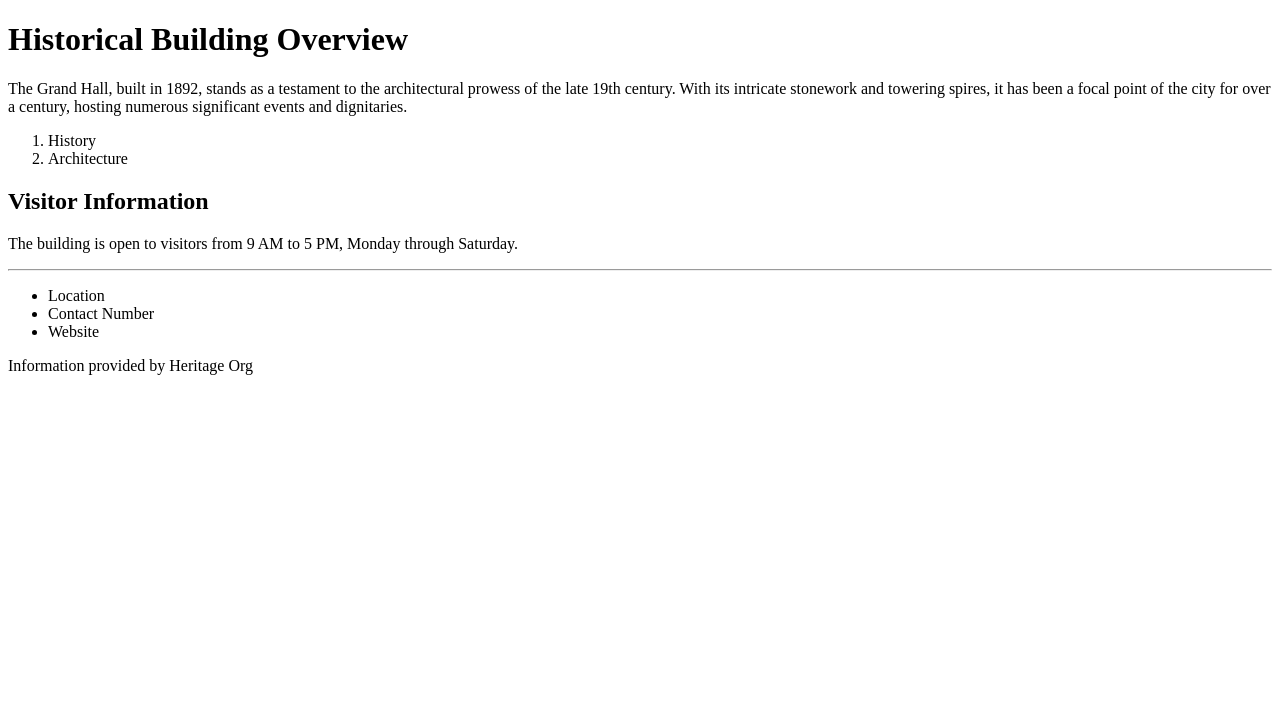 Historical Building Overview
The Grand Hall, built in 1892, stands as a testament to the architectural prowess of the late 19th century. With its intricate stonework and towering spires, it has been a focal point of the city for over
a century, hosting numerous significant events and dignitaries.
1. History
2. Architecture
Visitor Information
The building is open to visitors from 9 AM to 5 PM, Monday through Saturday.
• Location
• Contact Number
• Website
Information provided by Heritage Org